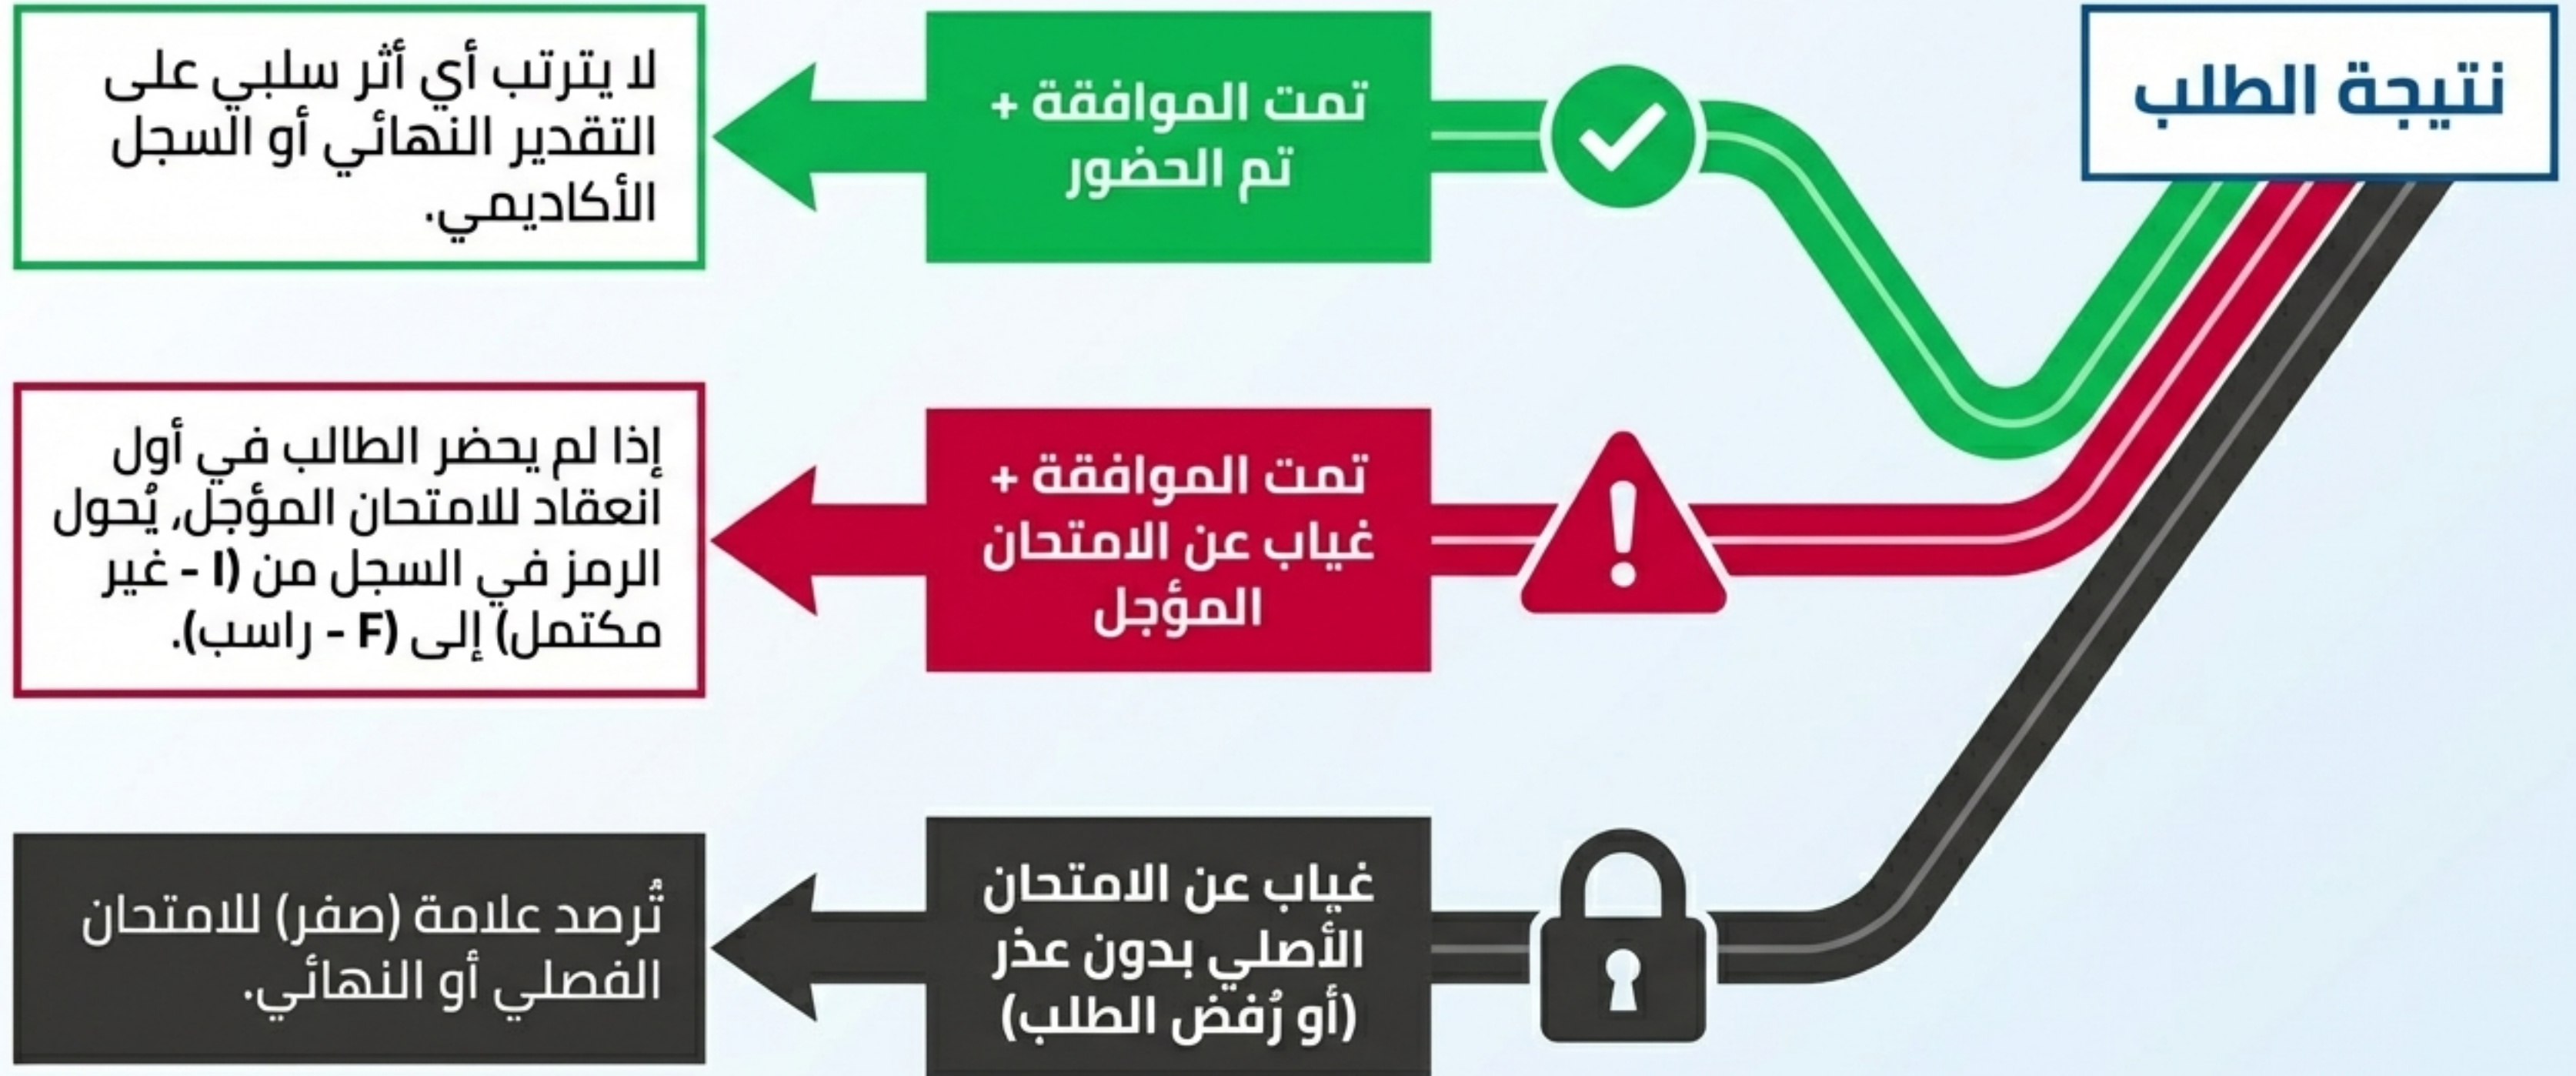 نتيجة الطلب
تمت الموافقة +
تم الحضور
لا يترتب أي أثر سلبي على
التقدير النهائي أو السجل
الأكاديمي.
تمت الموافقة +
غياب عن الامتحان
المؤجل
إذا لم يحضر الطالب في أول
انعقاد للامتحان المؤجل، يُحول
الرمز في السجل من (I - غير
مكتمل) إلى (F - راسب).
غياب عن الامتحان
الأصلي بدون عذر
(أو رُفض الطلب)
تُرصد علامة (صفر) للامتحان
الفصلي أو النهائي.